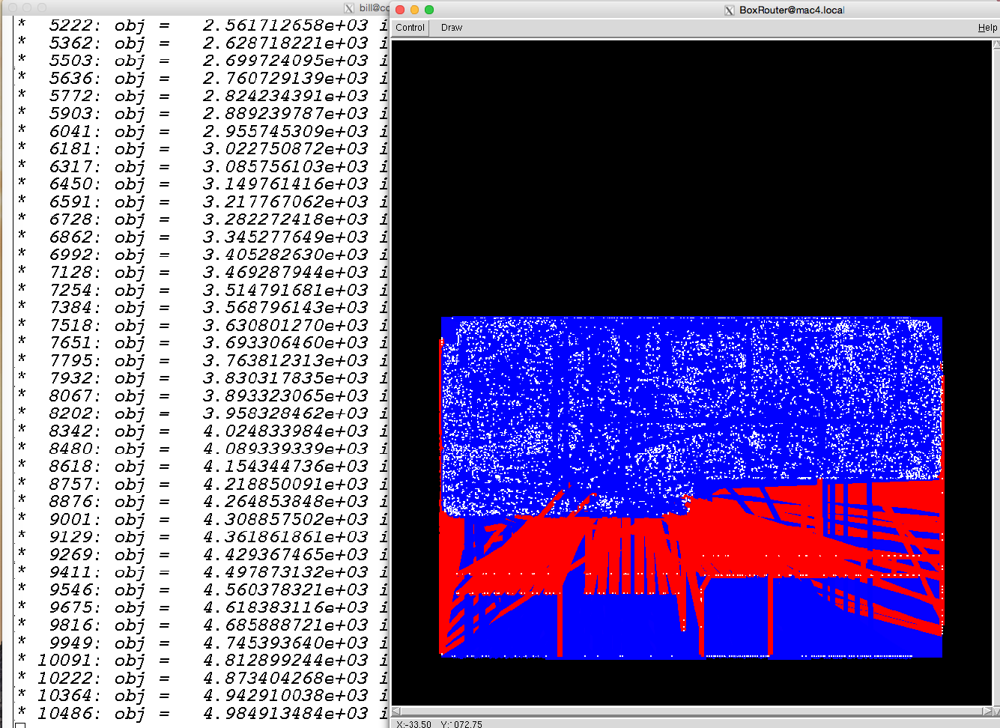 bill@co
* 5222: obj = 2.561712658e+03 i
* 5362: obj = 2.628718221e+03 i
* 5503: obj = 2.699724095e+03 i
* 5636: obj = 2.760729139e+03 i
* 5772: obj = 2.824234391e+03 i
* 5903: obj = 2.889239787e+03 i
* 6041: obj = 2.955745309e+03 i
* 6181: obj = 3.022750872e+03 i
* 6317: obj = 3.085756103e+03 i
* 6450: obj = 3.149761416e+03 i
* 6591: obj = 3.217767062e+03 i
* 6728: obj = 3.282272418e+03 i
* 6862: obj = 3.345277649e+03 i
* 6992: obj = 3.405282630e+03 i
* 7128: obj = 3.469287944e+03 i
* 7254: obj = 3.514791681e+03 i
* 7384: obj = 3.568796143e+03 i
* 7518: obj = 3.630801270e+03 i
* 7651: obj = 3.693306460e+03 i
* 7795: obj = 3.763812313e+03 i
* 7932: obj = 3.830317835e+03 i
* 8067: obj = 3.893323065e+03 i
* 8202: obj = 3.958328462e+03 i
* 8342: obj = 4.024833984e+03 i
* 8480: obj = 4.089339339e+03 i
* 8618: obj = 4.154344736e+03 i
* 8757: obj = 4.218850091e+03 i
* 8876: obj = 4.264853848e+03 i
* 9001: obj = 4.308857502e+03 i
* 9129: obj = 4.361861861e+03 i
* 9269: obj = 4.429367465e+03 i
* 9411: obj = 4.497873132e+03 i
* 9546: obj = 4.560378321e+03 i
* 9675: obj = 4.618383116e+03 i
* 9816: obj = 4.685888721e+03 i
* 9949: obj = 4.745393640e+03 i
* 10091: obj = 4.812899244e+03 i
* 10222: obj = 4.873404268e+03 i
* 10364: obj = 4.942910038e+03 i
* 10486: obj = 4.984913484e+03 i
BoxRouter@mac4.local
Control Draw Help
X:-33.50 Y:1072.75